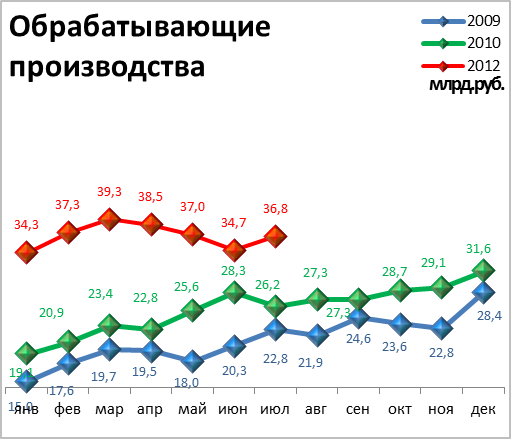 Обрабатывающие
производства
2009
2010
2012
млрд.руб.
34,3 37,3 39,3 38,5 37,0 34,7 36,8
19,1 20,9 23,4 22,8 25,6 28,3 26,2 27,3 27,3 28,7 29,1 31,6
15,0 17,6 19,7 19,5 18,0 20,3 22,8 21,9 24,6 23,6 22,8 28,4
янв фев мар апр май июн июл авг сен окт ноя дек